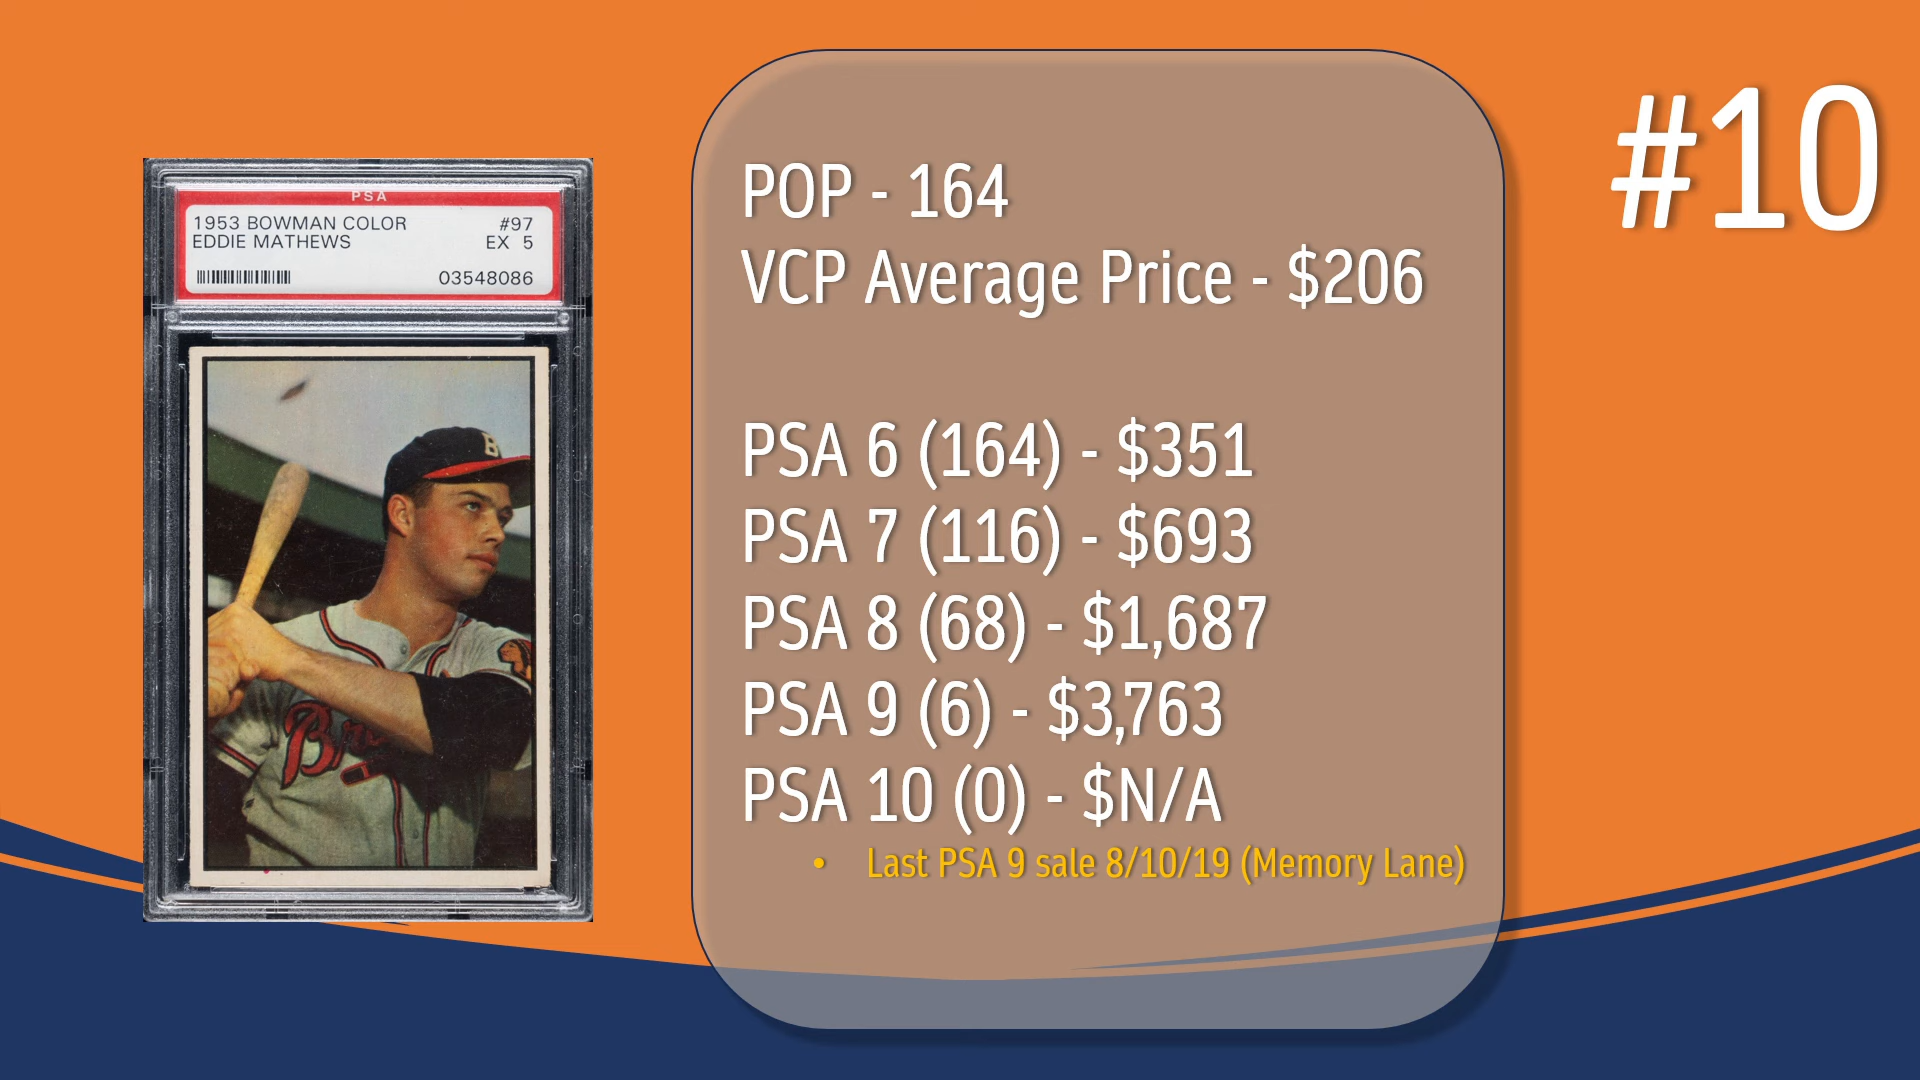 #10
PSA
1953 BOWMAN COLOR #97
EDDIE MATHEWS EX 5
03548086
B
POP - 164
VCP Average Price - $206
PSA 6 (164) - $351
PSA 7 (116) - $693
PSA 8 (68) - $1,687
PSA 9 (6) - $3,763
PSA 10 (0) - $N/A
• Last PSA 9 sale 8/10/19 (Memory Lane)